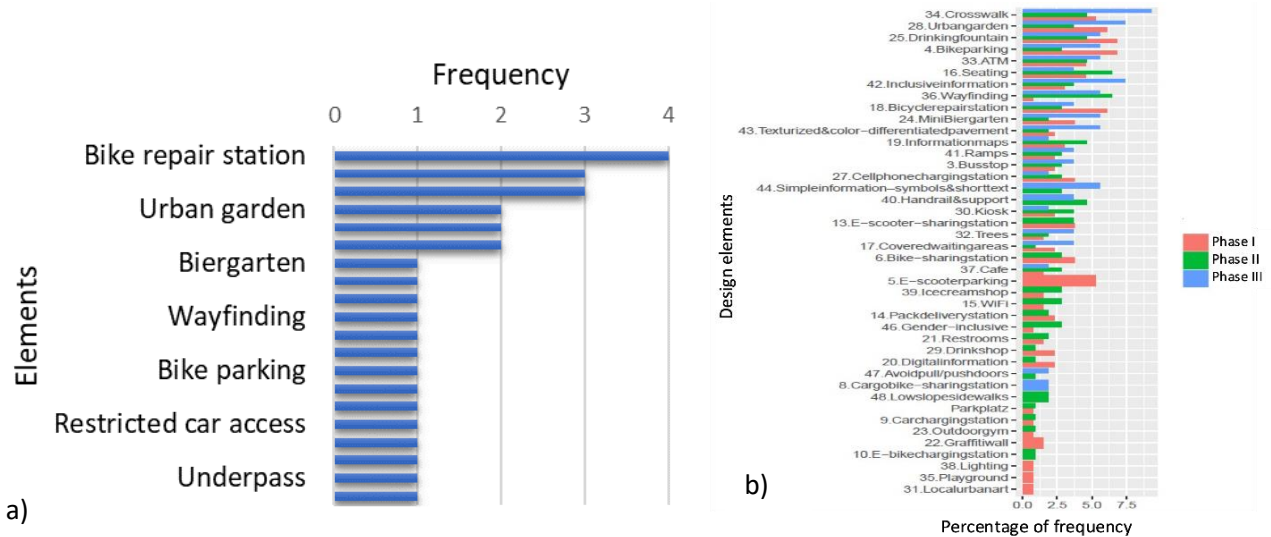 Frequency
0 1 2 3 4
Bike repair station
Urban garden
Biergarten
Wayfinding
Bike parking
Restricted car access
Underpass
Elements
a)
34.Crosswalk
28.Urbangarden
25.Drinkingfountain
4.Bikeparking
33.ATM
16.Seating
42.Inclusiveinformation
36.Wayfinding
18.Bicyclerepairstation
24.MiniBiergarten
43.Texturized&color−differentiatedpavement
19.Informationmaps
41.Ramps
3.Busstop
27.Cellphonechargingstation
44.Simpleinformation−symbols&shorttext
40.Handrail&support
30.Kiosk
13.E−scooter−sharingstation
32.Trees
17.Coveredwaitingareas
6.Bike−sharingstation
37.Cafe
5.E−scooterparking
39.Icecreamshop
15.WiFi
14.Packdeliverystation
46.Gender−inclusive
21.Restrooms
29.Drinkshop
20.Digitalinformation
47.Avoidpull/pushdoors
8.Cargobike−sharingstation
48.Lowslopesidewalks
Parkplatz
9.Carchargingstation
23.Outdoorgym
22.Graffitiwall
10.E−bikechargingstation
38.Lighting
35.Playground
31.Localurbanart
0.0 2.5 5.0 7.5
Percentage of frequency
Design elements
b)
Phase I
Phase II
Phase III